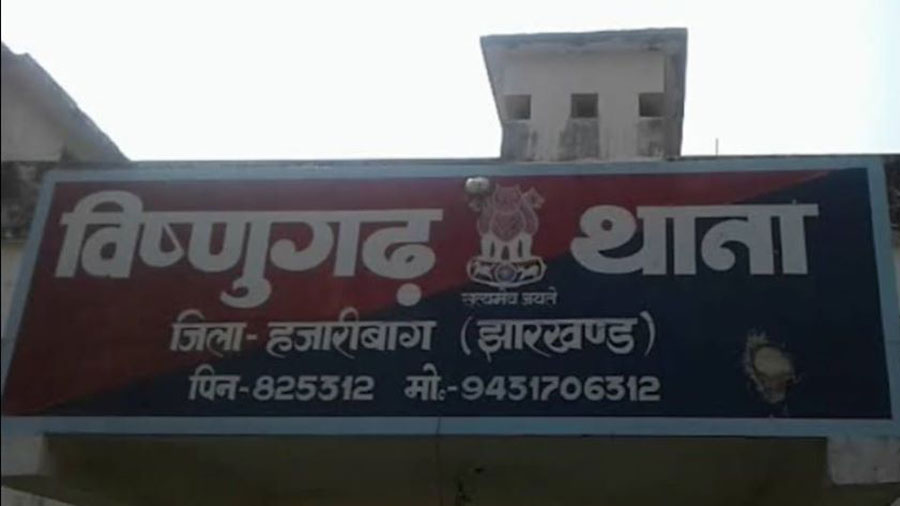 विष्णुगढ़ थाना
सत्यमेव जयते
जिला-हजारीबाग (झारखण्ड)
पिन-825312 मो॰-9431706312